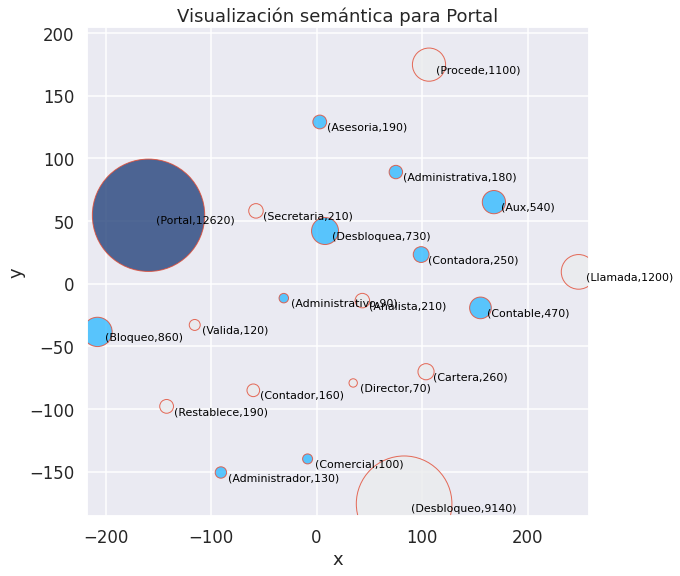 Visualización semántica para Portal
200
150
100
50
0
−50
−100
−150
y
(Procede,1100)
(Asesoria,190)
(Administrativa,180)
(Aux,540)
(Portal,12620)
(Secretaria,210)
(Desbloquea,730)
(Contadora,250)
(Llamada,1200)
(Administrativo,90)
(Analista,210)
(Contable,470)
(Bloqueo,860)
(Valida,120)
(Cartera,260)
(Director,70)
(Contador,160)
(Restablece,190)
(Comercial,100)
(Administrador,130)
(Desbloqueo,9140)
−200
−100
0
100
200
x